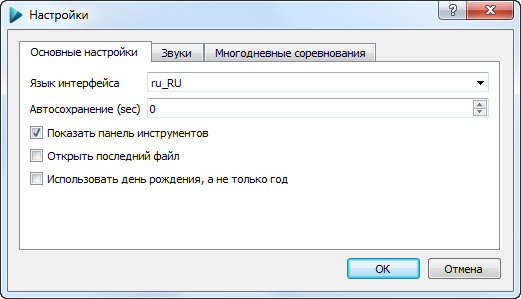 Настройки
Основные настройки Звуки Многодневные соревнования
Язык интерфейса ru_RU
Автосохранение (sec) 0
Показать панель инструментов
Открыть последний файл
Использовать день рождения, а не только год
OK Отмена